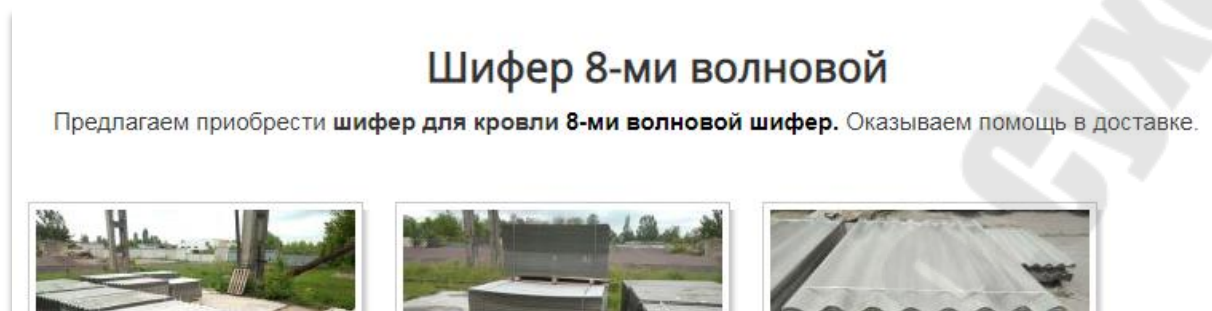 Шифер 8-ми волновой
Предлагаем приобрести шифер для кровли 8-ми волновой шифер. Оказываем помощь в доставке.